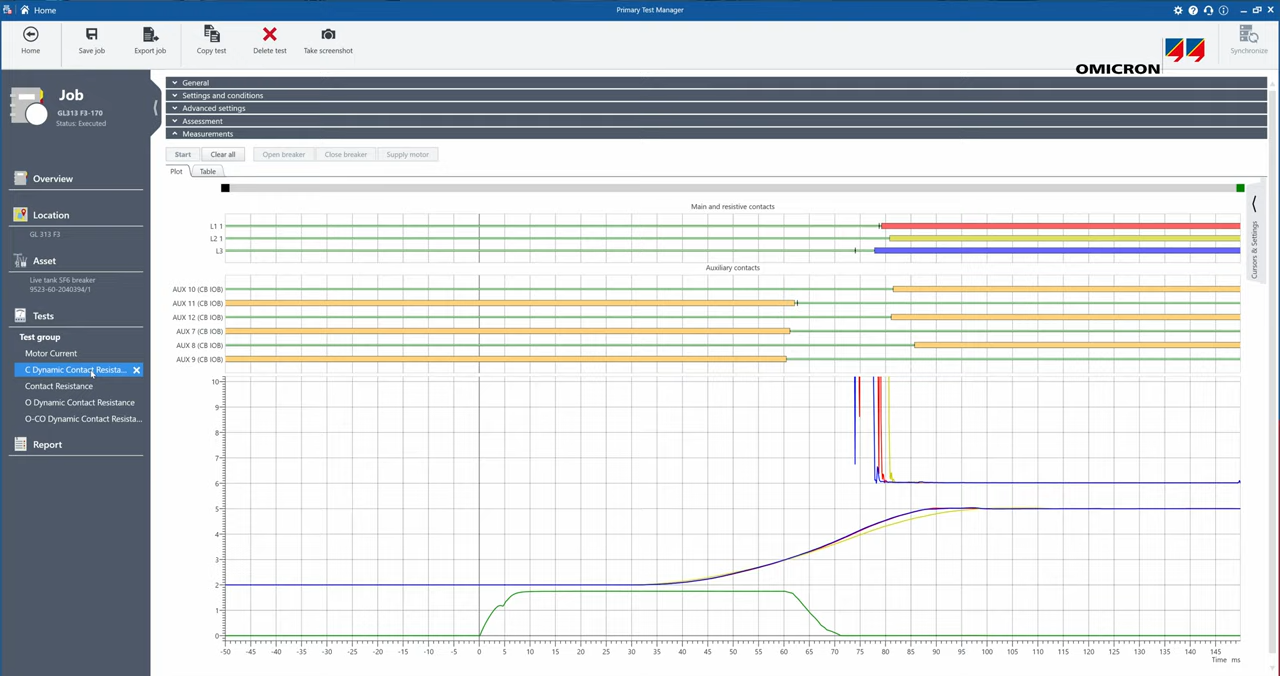 Home
Primary Test Manager
Home
Save job
Export job
Copy test
Delete test
Take screenshot
OMICRON
Synchronize
Job
GL313 F3-170
Status: Executed
Overview
Location
GL 313 F3
Asset
Live tank SF6 breaker
9523-60-2040394/1
Tests
Test group
Motor Current
C Dynamic Contact Resista...
Contact Resistance
O Dynamic Contact Resistance
O-CO Dynamic Contact Resista...
Report
General
Settings and conditions
Advanced settings
Assessment
Measurements
Start
Clear all
Open breaker
Close breaker
Supply motor
Plot
Table
Cursors & Settings
Main and resistive contacts
L1 1
L2 1
L3
Auxiliary contacts
AUX 10 (CB IOB)
AUX 11 (CB IOB)
AUX 12 (CB IOB)
AUX 7 (CB IOB)
AUX 8 (CB IOB)
AUX 9 (CB IOB)
10
9
8
7
6
5
4
3
2
1
0
-50 -45 -40 -35 -30 -25 -20 -15 -10 -5 0 5 10 15 20 25 30 35 40 45 50 55 60 65 70 75 80 85 90 95 100 105 110 115 120 125 130 135 140 145
Time ms